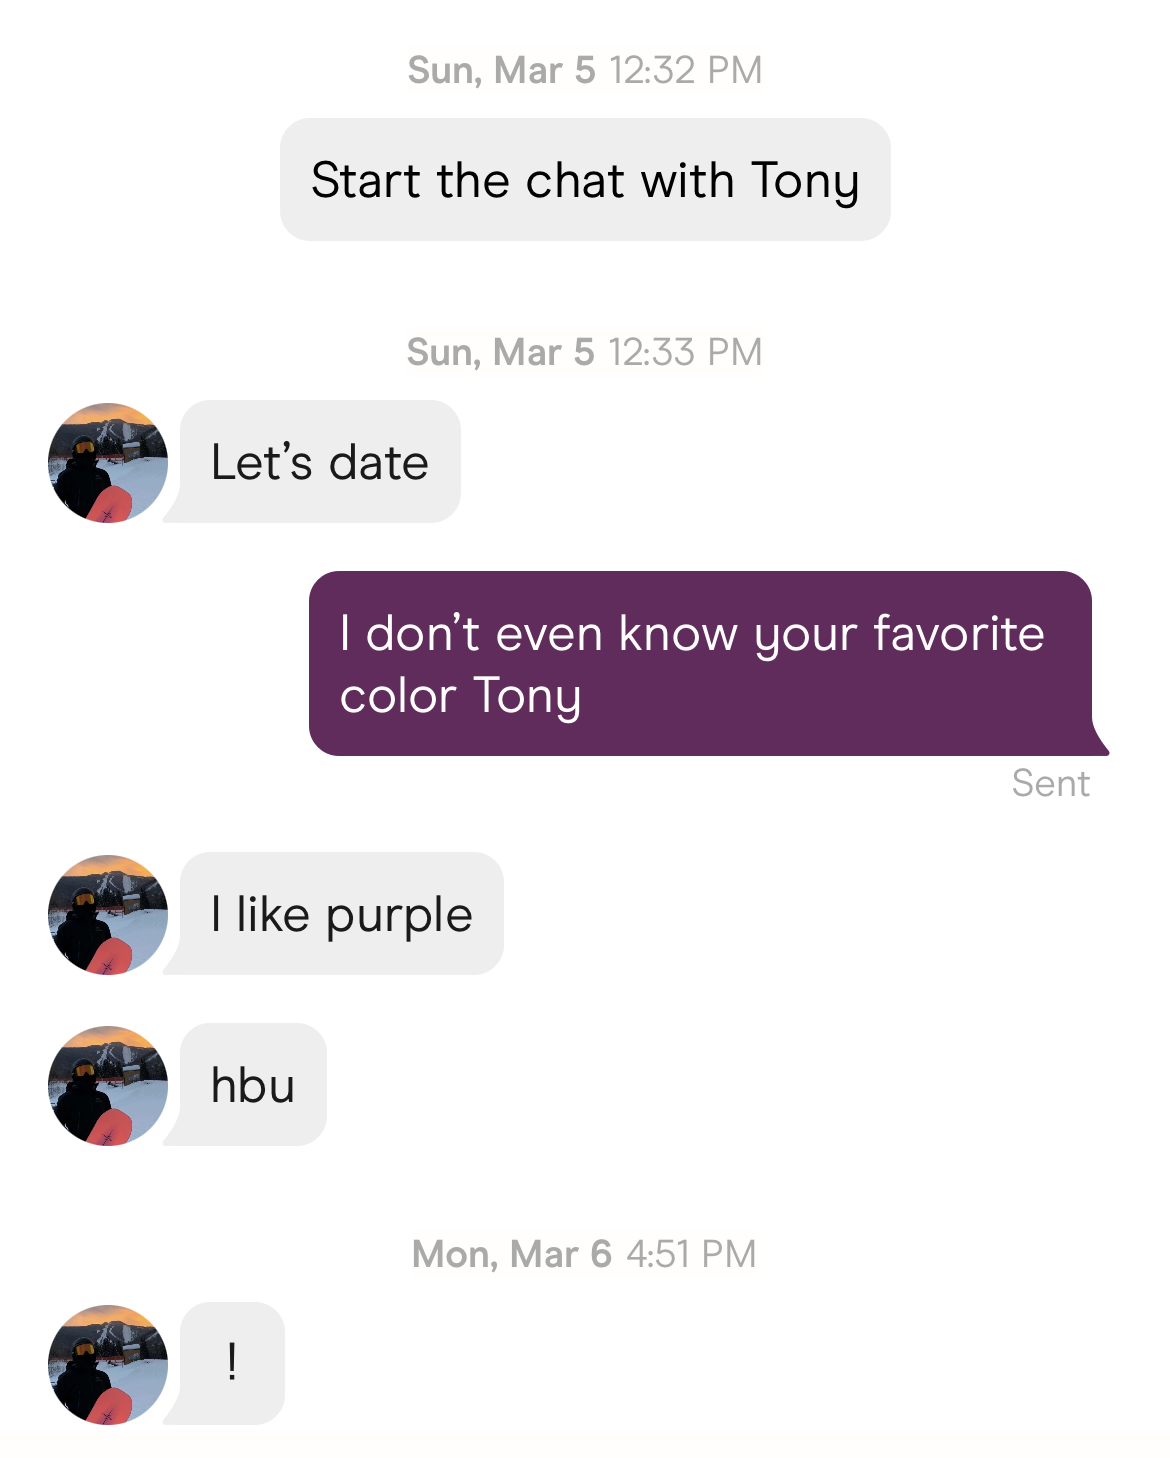 Sun, Mar 5 12:32 PM
Start the chat with Tony
Sun, Mar 5 12:33 PM
Let’s date
I don’t even know your favorite
color Tony
Sent
I like purple
hbu
Mon, Mar 6 4:51 PM
!